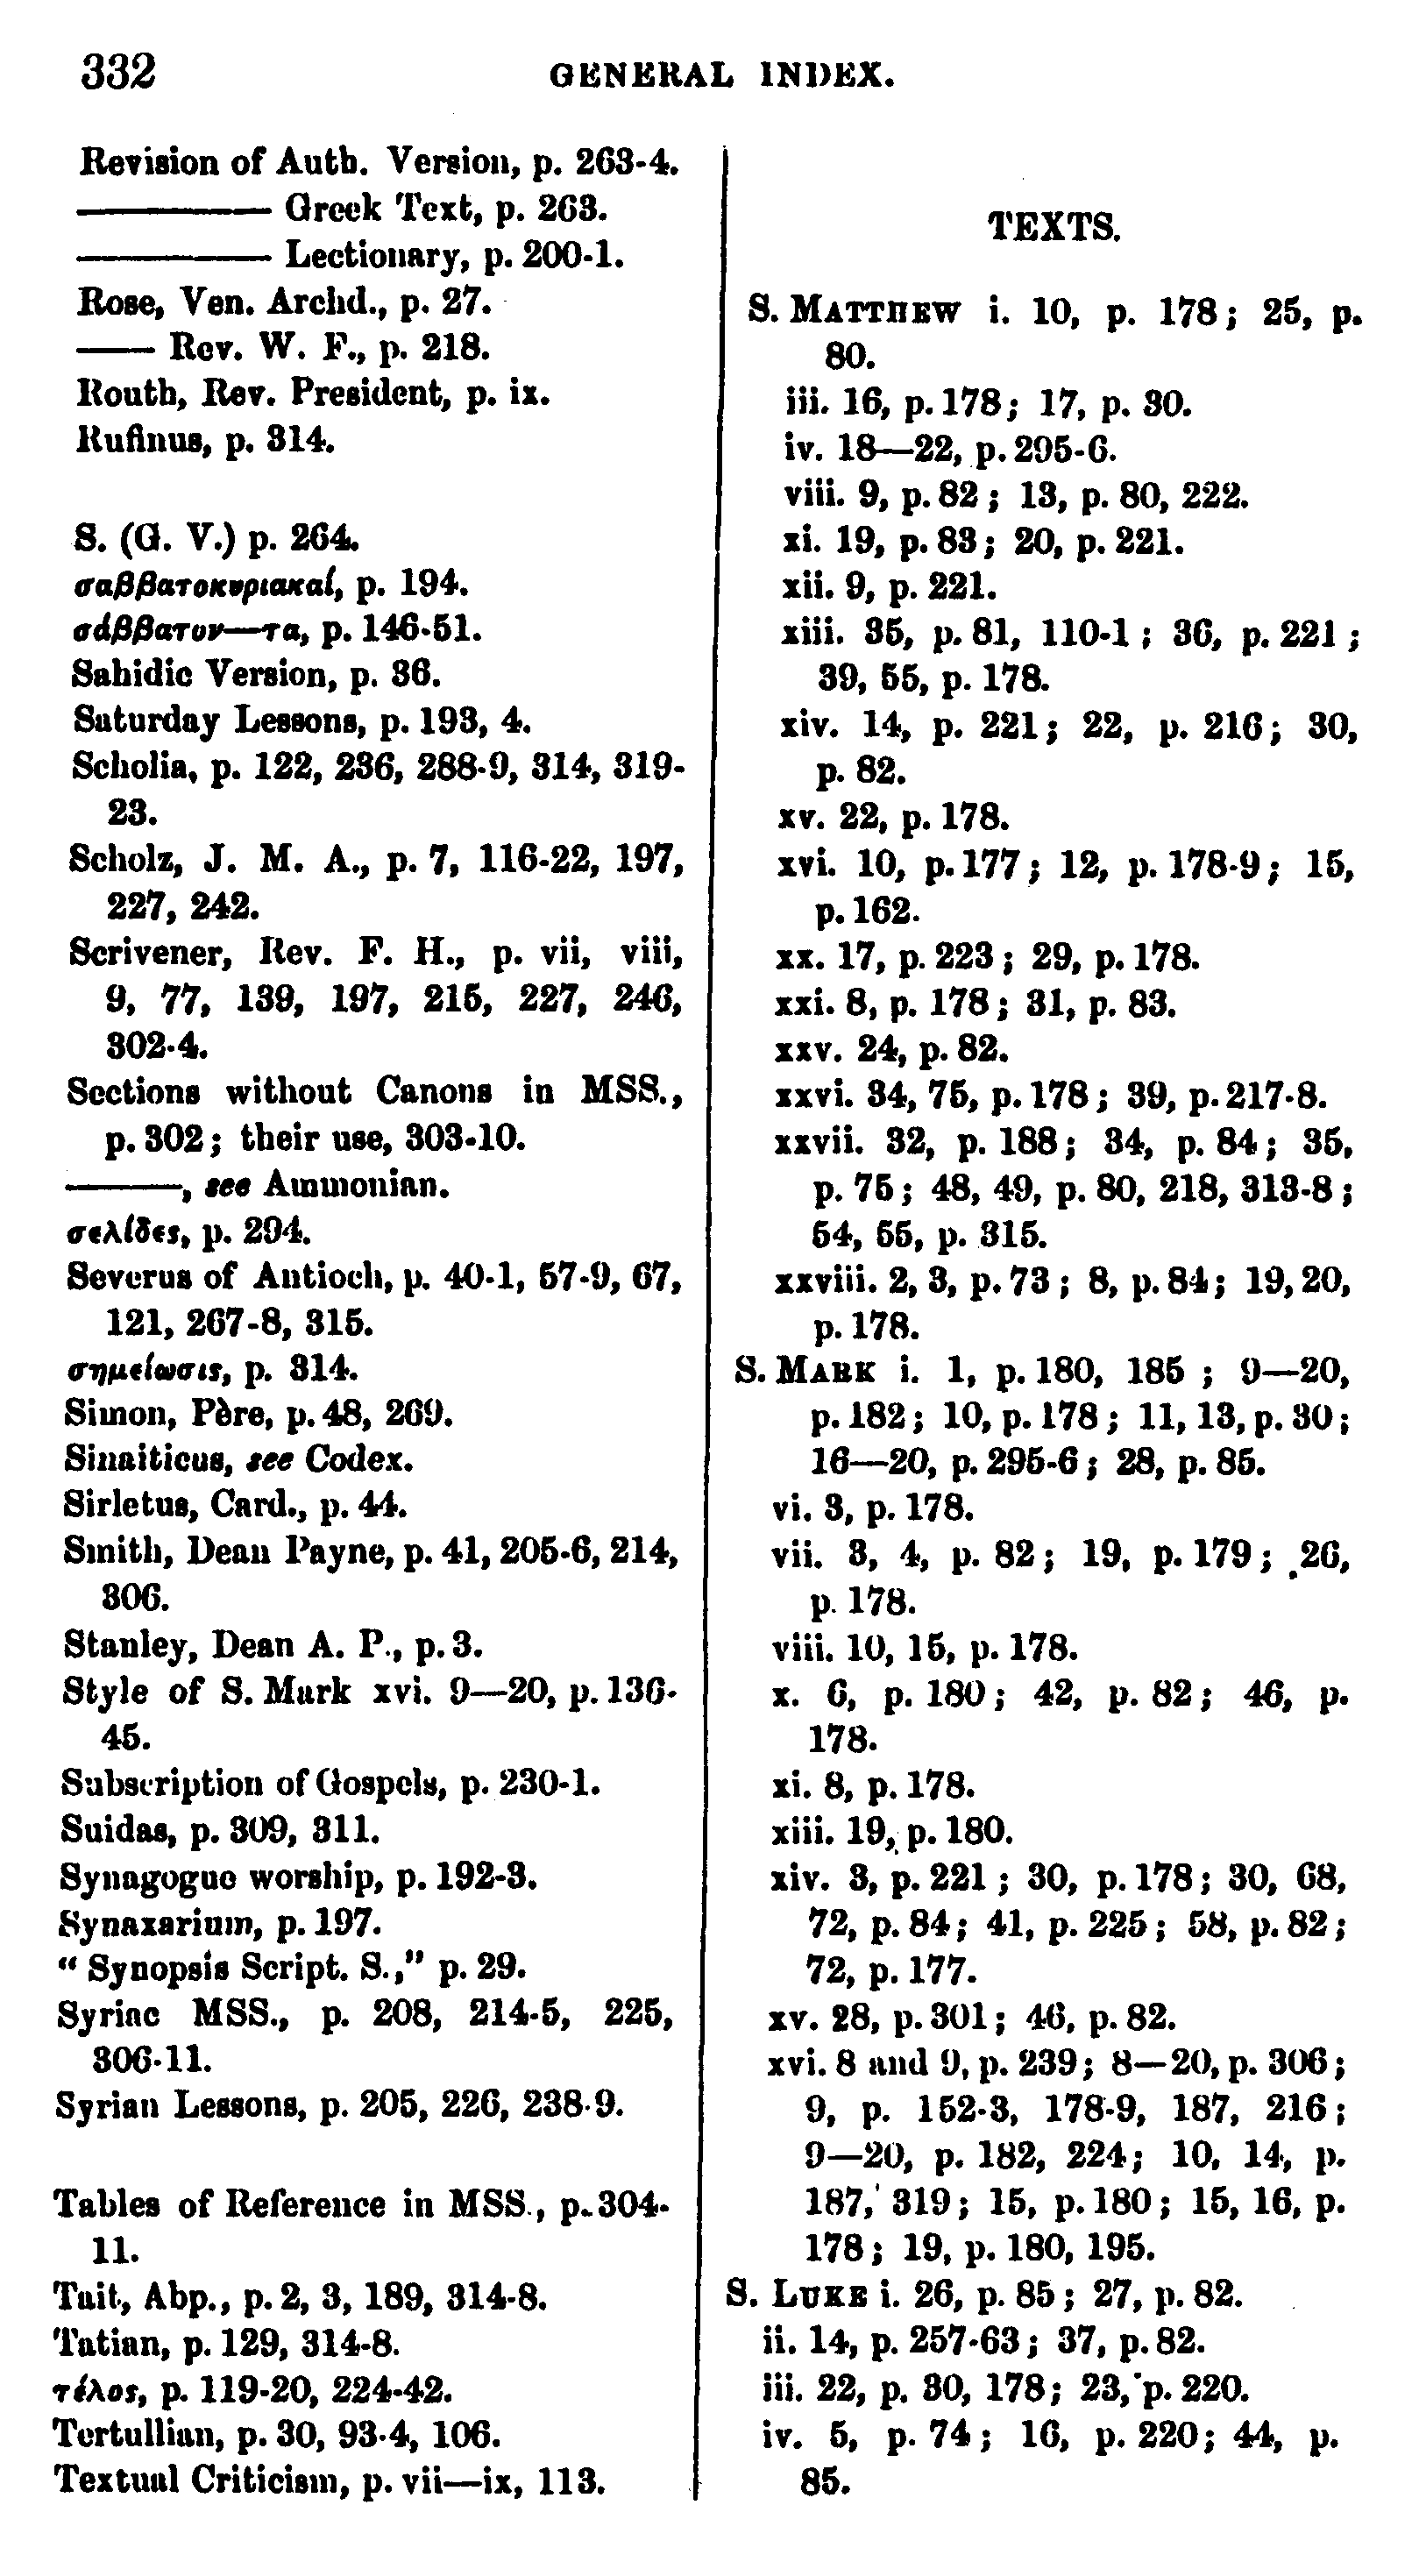 332 GENERAL INDEX.
Revision of Auth. Version, p. 263-4.
——— Greek Text, p. 263.
——— Lectionary, p. 200-1.
Rose, Ven. Archd., p. 27.
—— Rev. W. F., p. 218.
Routh, Rev. President, p. ix.
Rufinus, p. 314.
S. (G. V.) p. 264.
σαββατοκυριακαί, p. 194.
σάββατον—τα, p. 146-51.
Sahidic Version, p. 36.
Saturday Lessons, p. 193, 4.
Scholia, p. 122, 236, 288-9, 314, 319-
23.
Scholz, J. M. A., p. 7, 116-22, 197,
227, 242.
Scrivener, Rev. F. H., p. vii, viii,
9, 77, 139, 197, 215, 227, 246,
302-4.
Sections without Canons in MSS.,
p. 302; their use, 303-10.
———, see Ammonian.
σελίδες, p. 294.
Severus of Antioch, p. 40-1, 57-9, 67,
121, 267-8, 315.
σημείωσις, p. 314.
Simon, Père, p. 48, 269.
Sinaiticus, see Codex.
Sirletus, Card., p. 44.
Smith, Dean Payne, p. 41, 205-6, 214,
306.
Stanley, Dean A. P., p. 3.
Style of S. Mark xvi. 9—20, p. 136-
45.
Subscription of Gospels, p. 230-1.
Suidas, p. 309, 311.
Synagogue worship, p. 192-3.
Synaxarium, p. 197.
“ Synopsis Script. S.,” p. 29.
Syriac MSS., p. 208, 214-5, 225,
306-11.
Syrian Lessons, p. 205, 226, 238-9.
Tables of Reference in MSS., p. 304-
11.
Tait, Abp., p. 2, 3, 189, 314-8.
Tatian, p. 129, 314-8.
τέλος, p. 119-20, 224-42.
Tertullian, p. 30, 93-4, 106.
Textual Criticism, p. vii—ix, 113.
TEXTS.
S. MATTHEW i. 10, p. 178; 25, p.
80.
iii. 16, p. 178; 17, p. 30.
iv. 18—22, p. 295-6.
viii. 9, p. 82; 13, p. 80, 222.
xi. 19, p. 83; 20, p. 221.
xii. 9, p. 221.
xiii. 35, p. 81, 110-1; 36, p. 221;
39, 55, p. 178.
xiv. 14, p. 221; 22, p. 216; 30,
p. 82.
xv. 22, p. 178.
xvi. 10, p. 177; 12, p. 178-9; 15,
p. 162.
xx. 17, p. 223; 29, p. 178.
xxi. 8, p. 178; 31, p. 83.
xxv. 24, p. 82.
xxvi. 34, 75, p. 178; 39, p. 217-8.
xxvii. 32, p. 188; 34, p. 84; 35,
p. 75; 48, 49, p. 80, 218, 313-8;
54, 55, p. 315.
xxviii. 2, 3, p. 73; 8, p. 84; 19, 20,
p. 178.
S. MARK i. 1, p. 180, 185; 9—20,
p. 182; 10, p. 178; 11, 13, p. 30;
16—20, p. 295-6; 28, p. 85.
vi. 3, p. 178.
vii. 3, 4, p. 82; 19, p. 179; 26,
p. 178.
viii. 10, 15, p. 178.
x. 6, p. 180; 42, p. 82; 46, p.
178.
xi. 8, p. 178.
xiii. 19, p. 180.
xiv. 3, p. 221; 30, p. 178; 30, 68,
72, p. 84; 41, p. 225; 58, p. 82;
72, p. 177.
xv. 28, p. 301; 46, p. 82.
xvi. 8 and 9, p. 239; 8—20, p. 306;
9, p. 152-3, 178-9, 187, 216;
9—20, p. 182, 224; 10, 14, p.
187, 319; 15, p. 180; 15, 16, p.
178; 19, p. 180, 195.
S. LUKE i. 26, p. 85; 27, p. 82.
ii. 14, p. 257-63; 37, p. 82.
iii. 22, p. 30, 178; 23, p. 220.
iv. 5, p. 74; 16, p. 220; 44, p.
85.